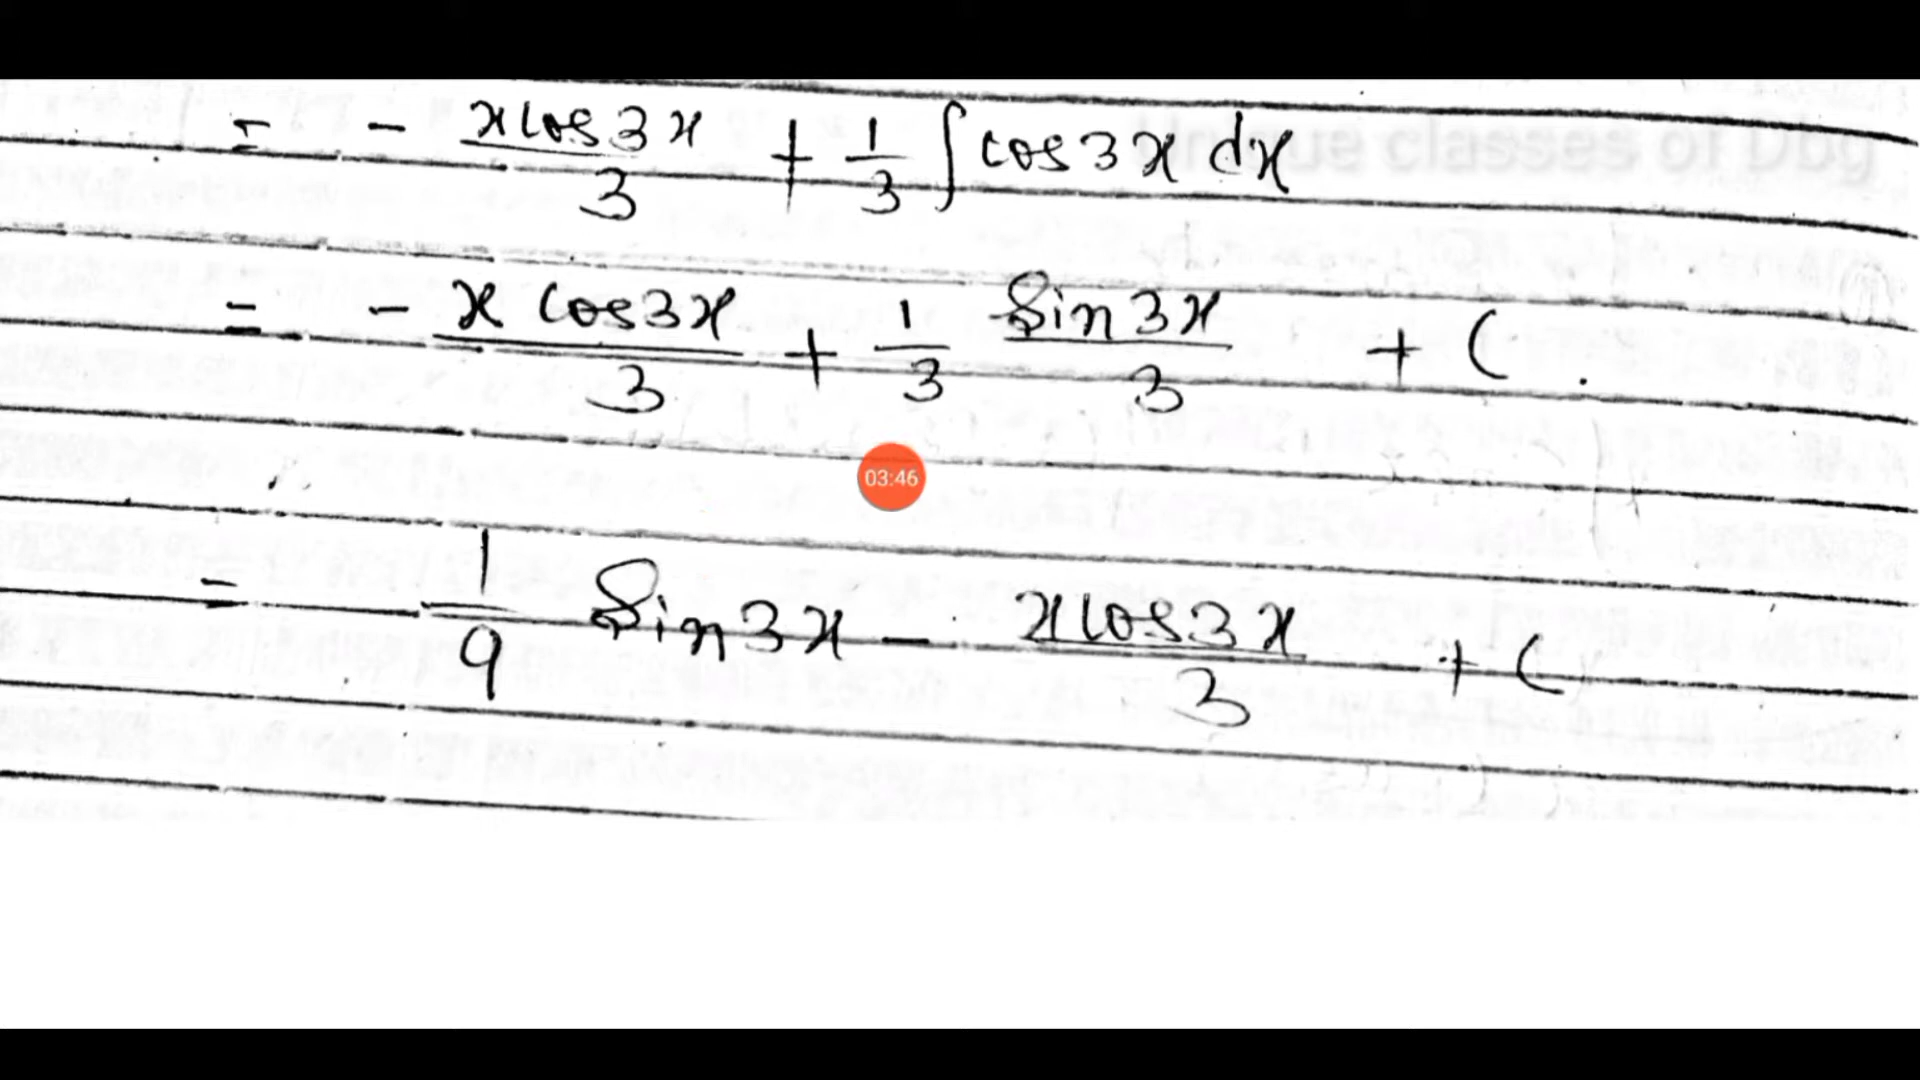 Unique classes of Dbg
= - xcos3x/3 + 1/3 ∫cos3x dx
= - x cos3x/3 + 1/3 Sin3x/3 + C .
03:46
= 1/9 Sin3x - xcos3x/3 + C